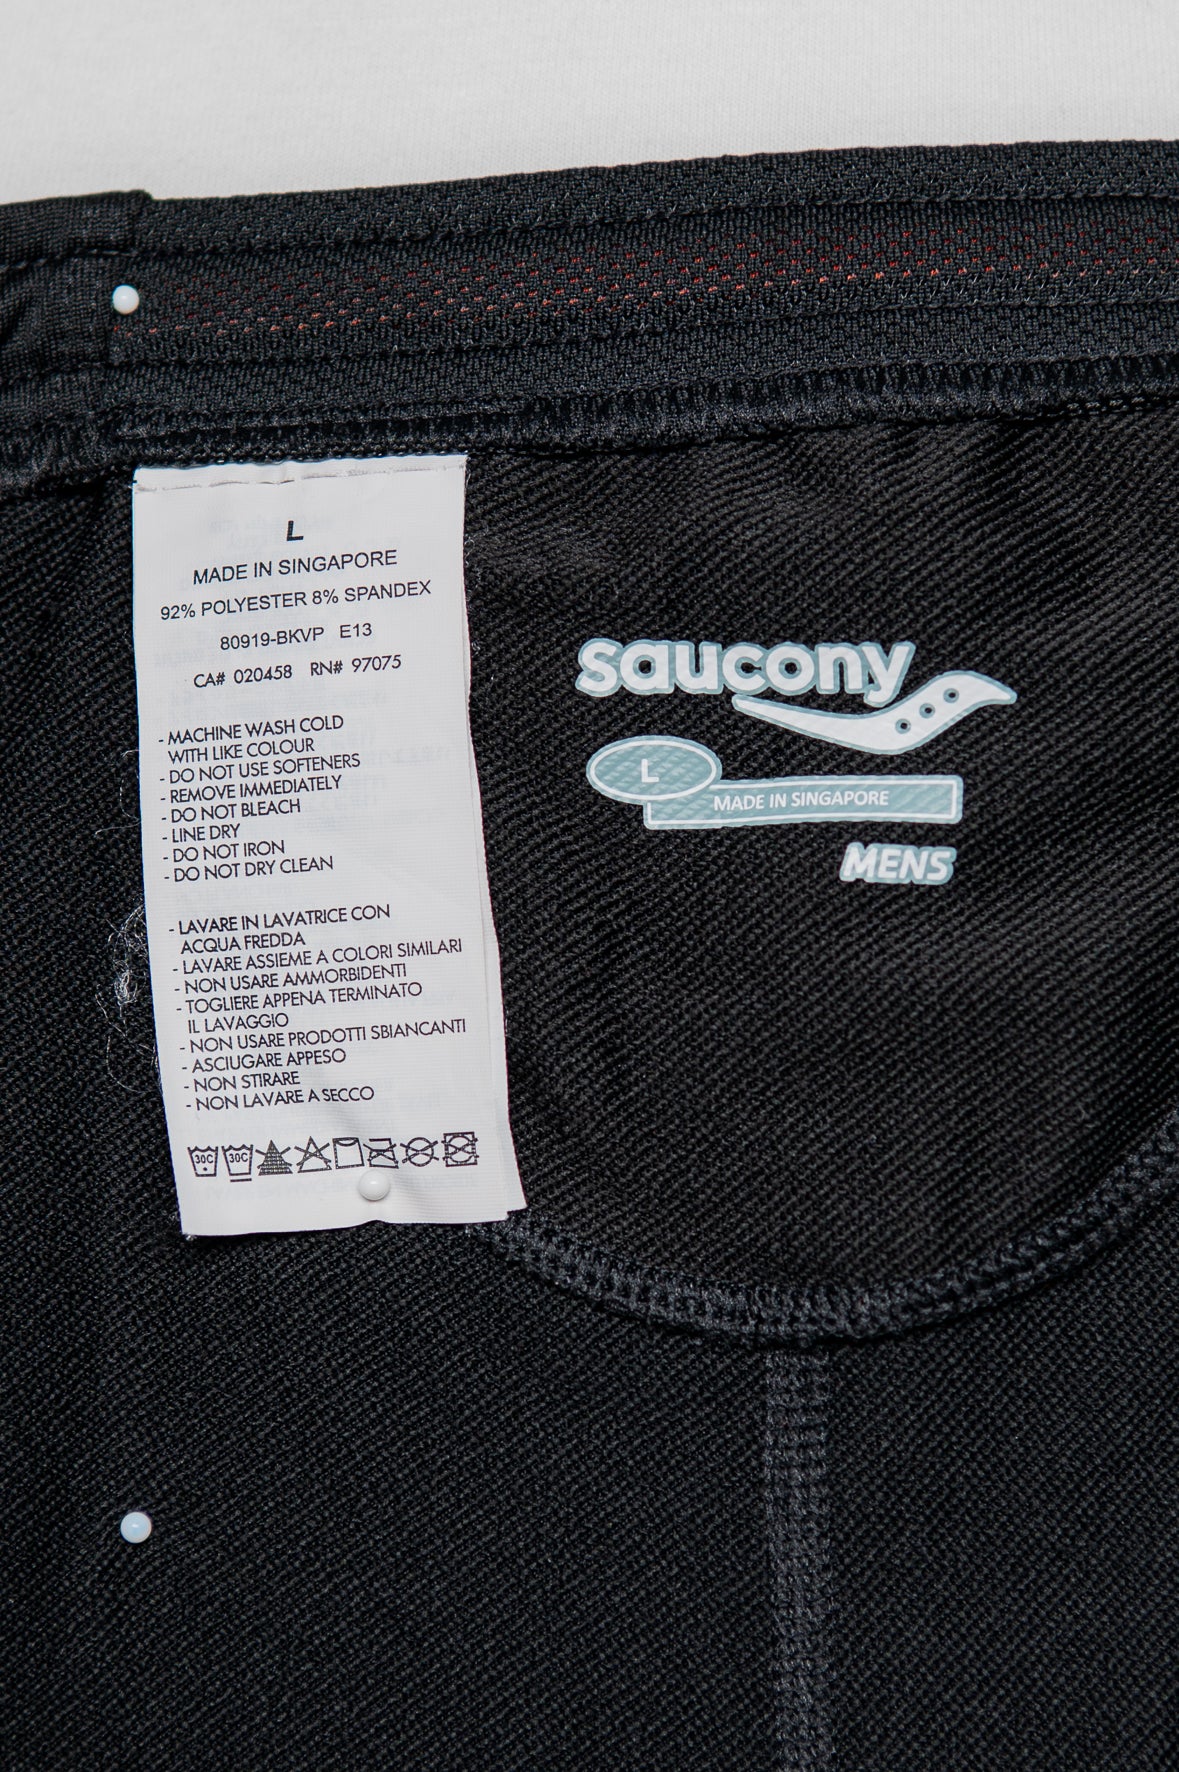 L
MADE IN SINGAPORE
92% POLYESTER 8% SPANDEX
80919-BKVP E13
CA# 020458 RN# 97075
- MACHINE WASH COLD
WITH LIKE COLOUR
- DO NOT USE SOFTENERS
- REMOVE IMMEDIATELY
- DO NOT BLEACH
- LINE DRY
- DO NOT IRON
- DO NOT DRY CLEAN
- LAVARE IN LAVATRICE CON
ACQUA FREDDA
- LAVARE ASSIEME A COLORI SIMILARI
- NON USARE AMMORBIDENTI
- TOGLIERE APPENA TERMINATO
IL LAVAGGIO
- NON USARE PRODOTTI SBIANCANTI
- ASCIUGARE APPESO
- NON STIRARE
- NON LAVARE A SECCO
30C 30C
saucony
L
MADE IN SINGAPORE
MENS